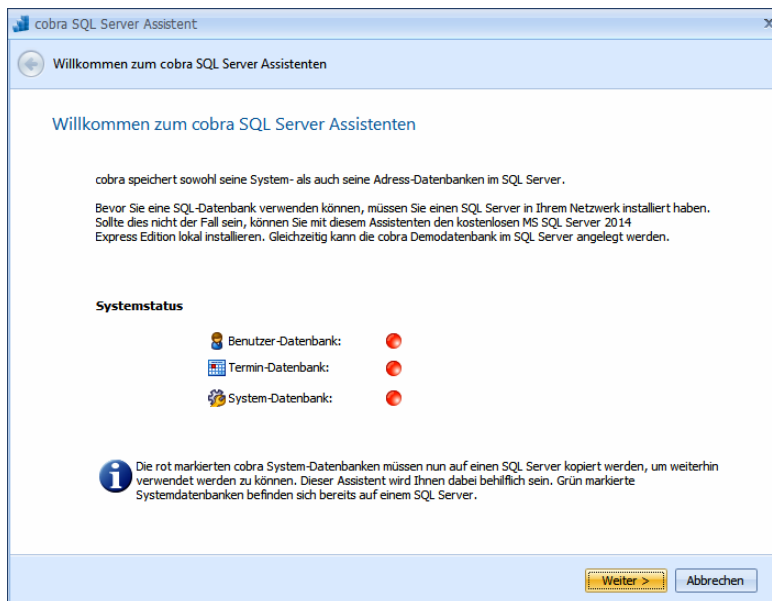 cobra SQL Server Assistent
Willkommen zum cobra SQL Server Assistenten
Willkommen zum cobra SQL Server Assistenten
cobra speichert sowohl seine System- als auch seine Adress-Datenbanken im SQL Server.
Bevor Sie eine SQL-Datenbank verwenden können, müssen Sie einen SQL Server in Ihrem Netzwerk installiert haben.
Sollte dies nicht der Fall sein, können Sie mit diesem Assistenten den kostenlosen MS SQL Server 2014
Express Edition lokal installieren. Gleichzeitig kann die cobra Demodatenbank im SQL Server angelegt werden.
Systemstatus
Benutzer-Datenbank:
Termin-Datenbank:
System-Datenbank:
Die rot markierten cobra System-Datenbanken müssen nun auf einen SQL Server kopiert werden, um weiterhin
verwendet werden zu können. Dieser Assistent wird Ihnen dabei behilflich sein. Grün markierte
Systemdatenbanken befinden sich bereits auf einem SQL Server.
Weiter >
Abbrechen